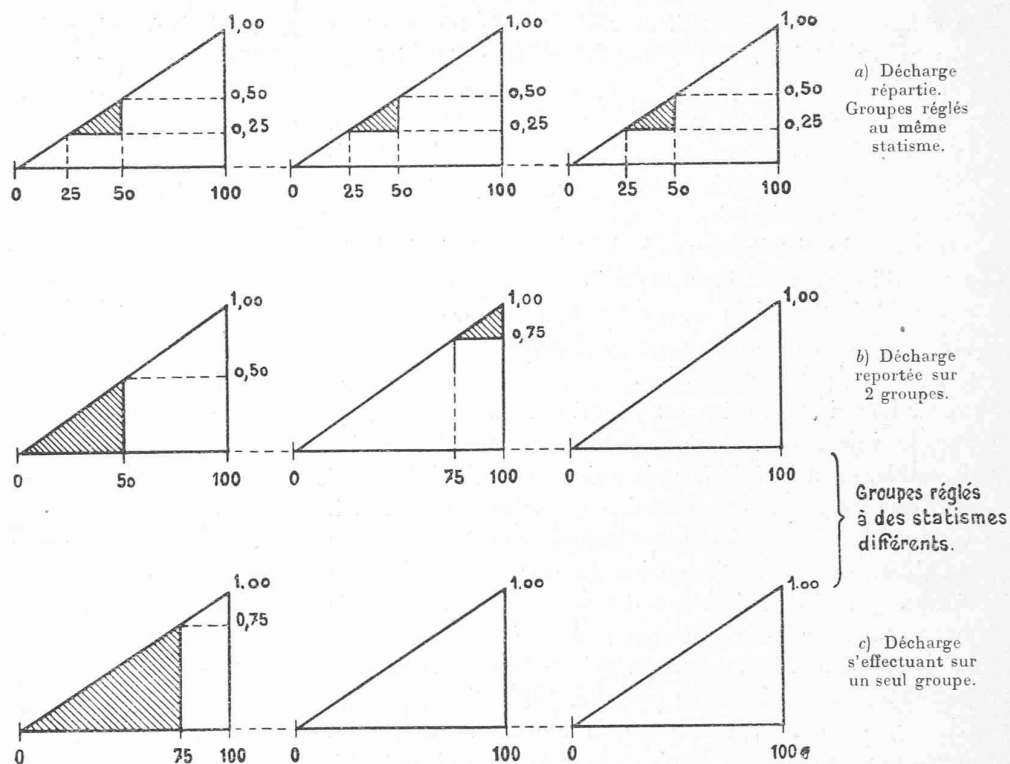 1,00
0,50
0,25
0 25 50 100
1,00
0,50
0,25
0 25 50 100
1,00
0,50
0,25
0 25 50 100
a) Décharge
répartie.
Groupes réglés
au même
statisme.
1,00
0,50
0 50 100
1,00
0,75
0 75 100
1,00
0 100
b) Décharge
reportée sur
2 groupes.
Groupes réglés
à des statismes
différents.
1.00
0,75
0 75 100
1.00
0 100
1.00
0 100
c) Décharge
s'effectuant sur
un seul groupe.